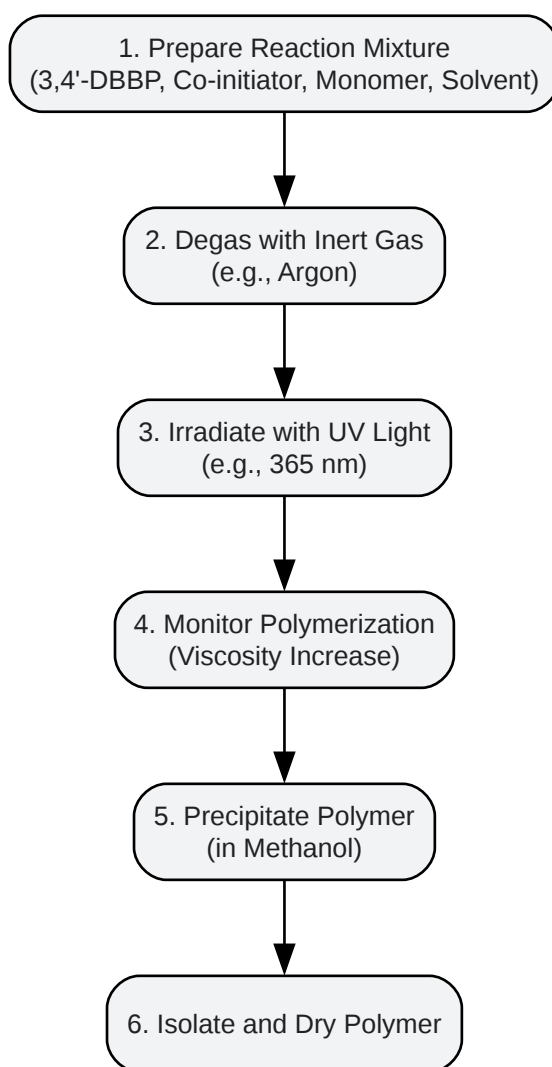 1. Prepare Reaction Mixture
(3,4'-DBBP, Co-initiator, Monomer, Solvent)
2. Degas with Inert Gas
(e.g., Argon)
3. Irradiate with UV Light
(e.g., 365 nm)
4. Monitor Polymerization
(Viscosity Increase)
5. Precipitate Polymer
(in Methanol)
6. Isolate and Dry Polymer